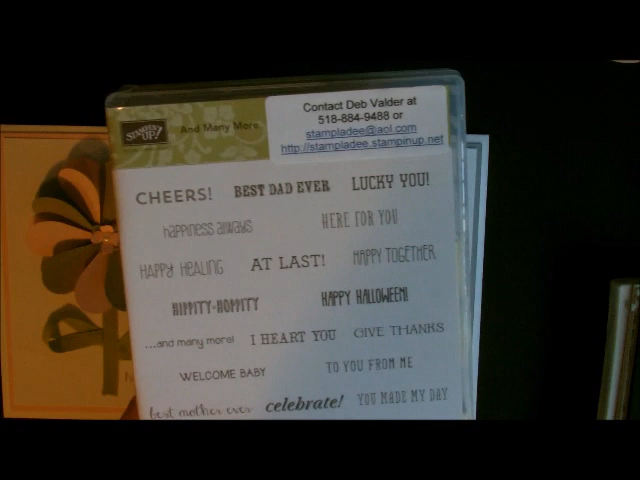 STAMPIN' UP!
And Many More
Contact Deb Valder at
518-884-9488 or
stampladee@aol.com
http://stampladee.stampinup.net
CHEERS! BEST DAD EVER LUCKY YOU!
happiness always HERE FOR YOU
HAPPY HEALING AT LAST! HAPPY TOGETHER
HIPPITY-HOPPITY HAPPY HALLOWEEN!
...and many more! I HEART YOU GIVE THANKS
WELCOME BABY TO YOU FROM ME
best mother ever celebrate! YOU MADE MY DAY